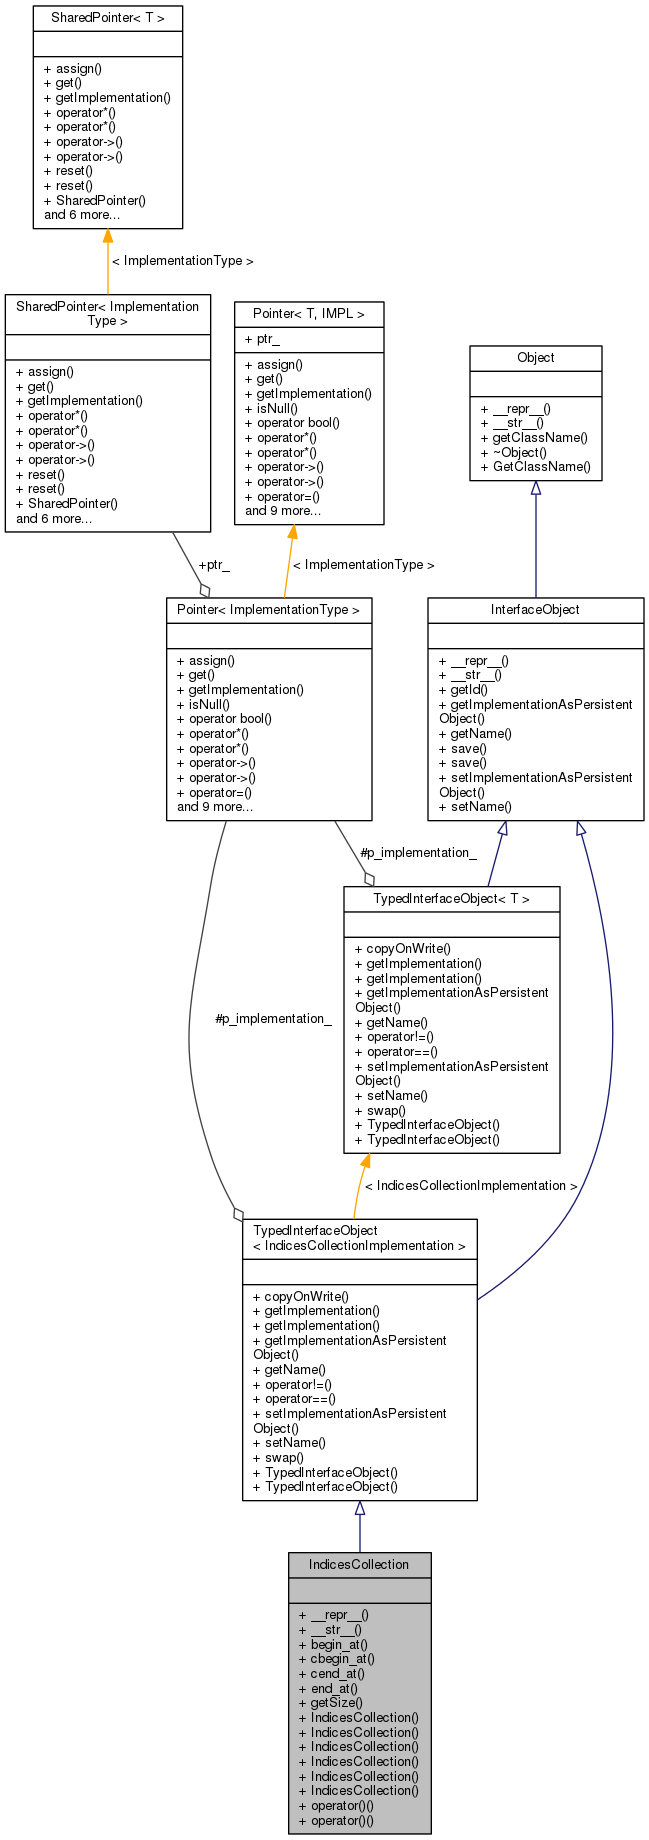 SharedPointer< T >
+ assign()
+ get()
+ getImplementation()
+ operator*()
+ operator*()
+ operator->()
+ operator->()
+ reset()
+ reset()
+ SharedPointer()
and 6 more...
< ImplementationType >
SharedPointer< Implementation
Type >
+ assign()
+ get()
+ getImplementation()
+ operator*()
+ operator*()
+ operator->()
+ operator->()
+ reset()
+ reset()
+ SharedPointer()
and 6 more...
Pointer< T, IMPL >
+ ptr_
+ assign()
+ get()
+ getImplementation()
+ isNull()
+ operator bool()
+ operator*()
+ operator*()
+ operator->()
+ operator->()
+ operator=()
and 9 more...
Object
+ __repr__()
+ __str__()
+ getClassName()
+ ~Object()
+ GetClassName()
+ptr_
< ImplementationType >
Pointer< ImplementationType >
+ assign()
+ get()
+ getImplementation()
+ isNull()
+ operator bool()
+ operator*()
+ operator*()
+ operator->()
+ operator->()
+ operator=()
and 9 more...
InterfaceObject
+ __repr__()
+ __str__()
+ getId()
+ getImplementationAsPersistent
Object()
+ getName()
+ save()
+ save()
+ setImplementationAsPersistent
Object()
+ setName()
#p_implementation_
TypedInterfaceObject< T >
+ copyOnWrite()
+ getImplementation()
+ getImplementation()
+ getImplementationAsPersistent
Object()
+ getName()
+ operator!=()
+ operator==()
+ setImplementationAsPersistent
Object()
+ setName()
+ swap()
+ TypedInterfaceObject()
+ TypedInterfaceObject()
#p_implementation_
< IndicesCollectionImplementation >
TypedInterfaceObject
< IndicesCollectionImplementation >
+ copyOnWrite()
+ getImplementation()
+ getImplementation()
+ getImplementationAsPersistent
Object()
+ getName()
+ operator!=()
+ operator==()
+ setImplementationAsPersistent
Object()
+ setName()
+ swap()
+ TypedInterfaceObject()
+ TypedInterfaceObject()
IndicesCollection
+ __repr__()
+ __str__()
+ begin_at()
+ cbegin_at()
+ cend_at()
+ end_at()
+ getSize()
+ IndicesCollection()
+ IndicesCollection()
+ IndicesCollection()
+ IndicesCollection()
+ IndicesCollection()
+ IndicesCollection()
+ operator()()
+ operator()()